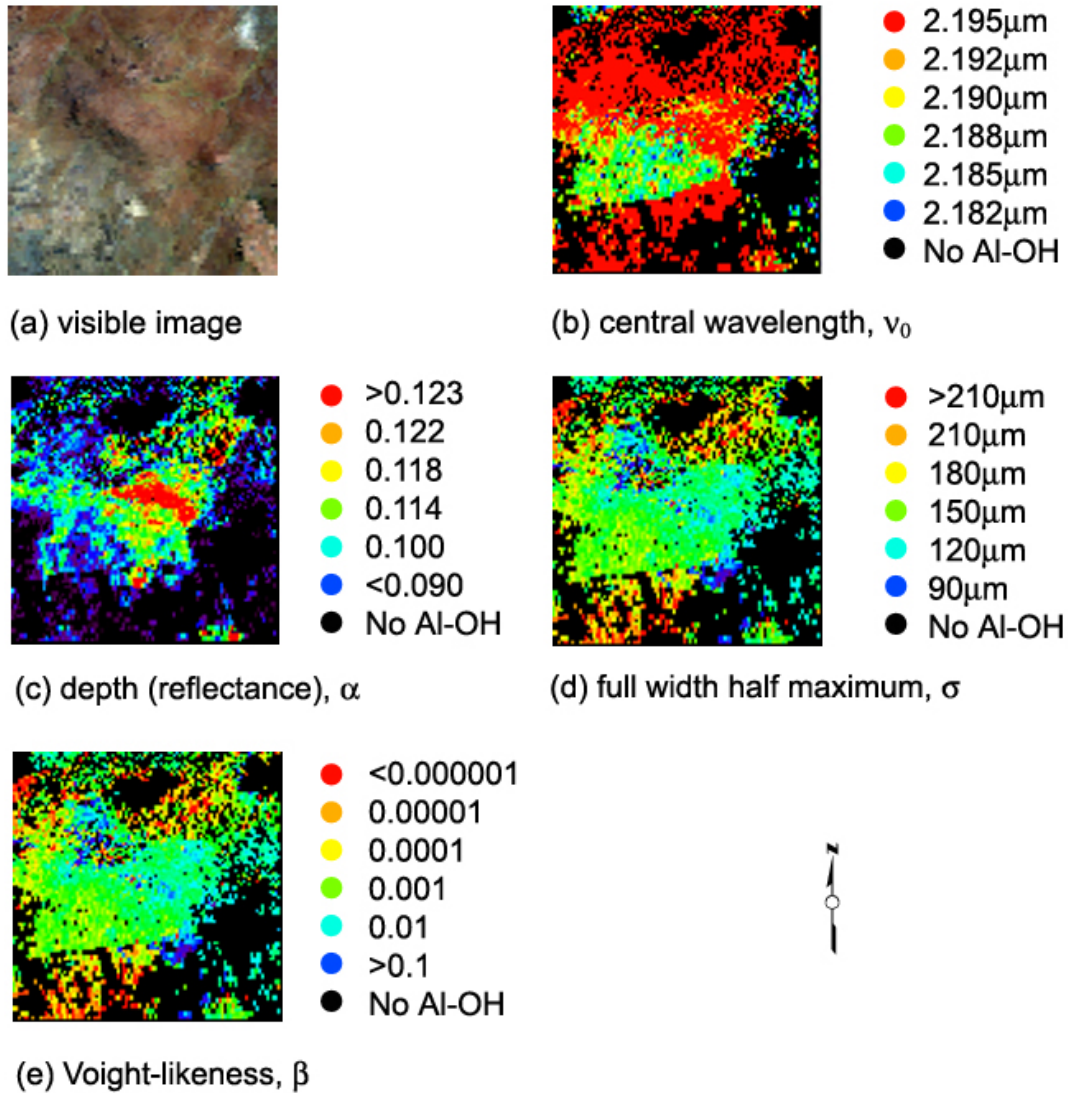 2.195μm
2.192μm
2.190μm
2.188μm
2.185μm
2.182μm
No Al-OH
(a) visible image
(b) central wavelength, ν₀
>0.123
0.122
0.118
0.114
0.100
<0.090
No Al-OH
(c) depth (reflectance), α
>210μm
210μm
180μm
150μm
120μm
90μm
No Al-OH
(d) full width half maximum, σ
<0.000001
0.00001
0.0001
0.001
0.01
>0.1
No Al-OH
(e) Voight-likeness, β
N